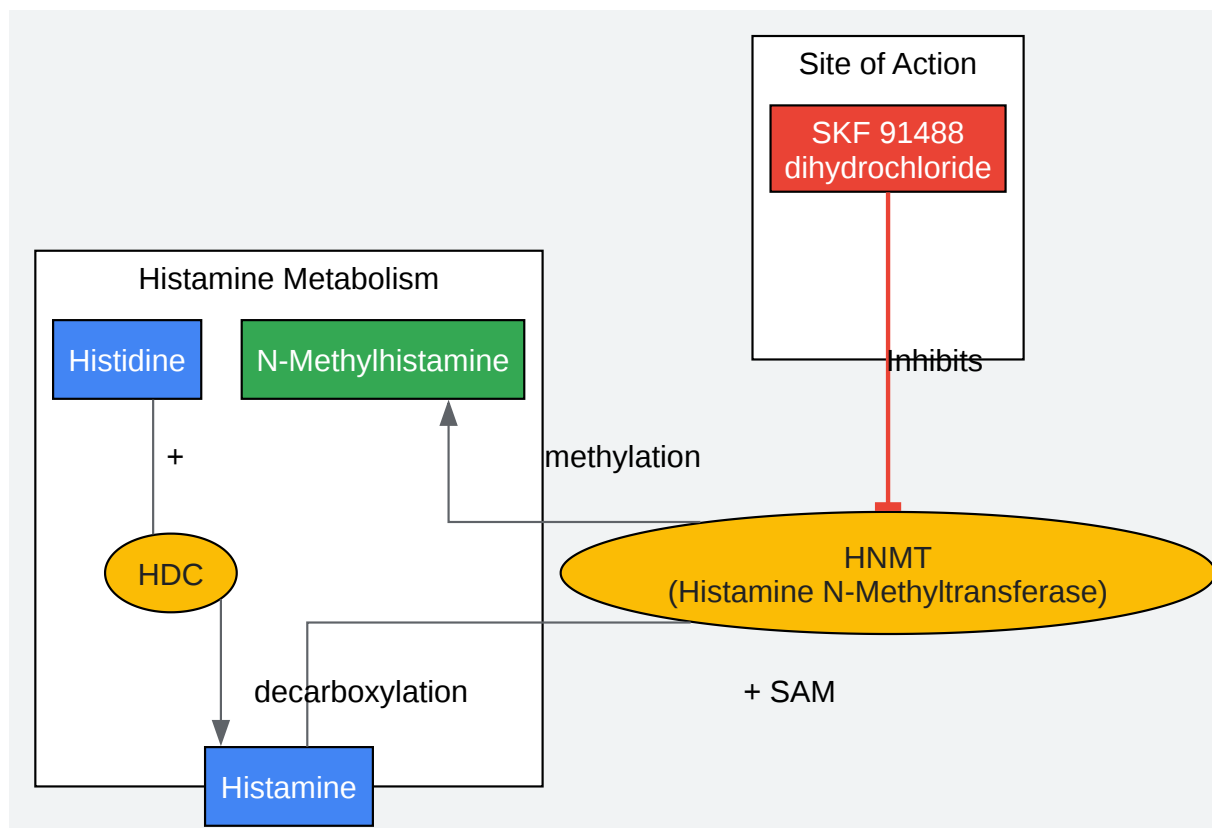 Site of Action
SKF 91488
dihydrochloride
Histamine Metabolism
Histidine
N-Methylhistamine
Inhibits
+
methylation
HNMT
(Histamine N-Methyltransferase)
HDC
decarboxylation
+ SAM
Histamine